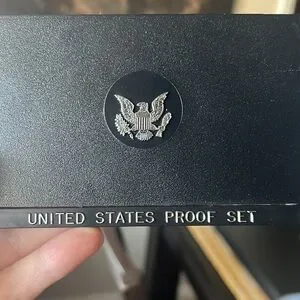 UNITED STATES PROOF SET